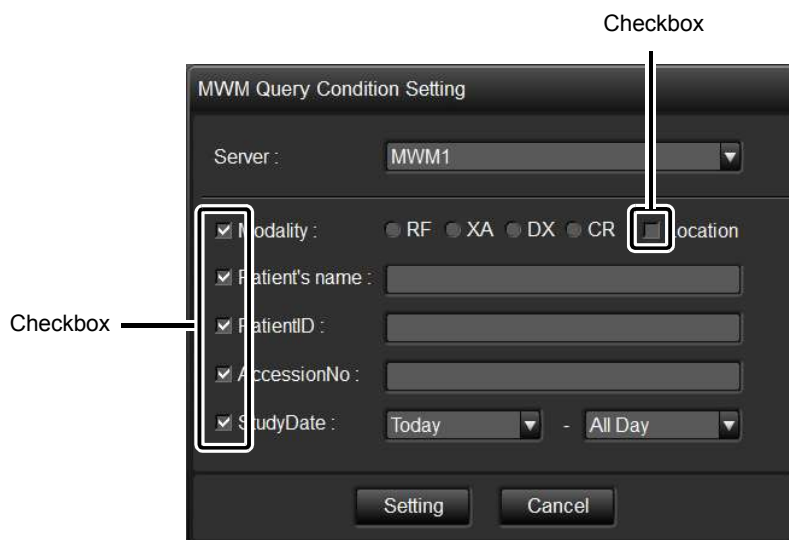 Checkbox
MWM Query Condition Setting
Server : MWM1
Modality : RF XA DX CR Location
Patient's name :
Checkbox
PatientID :
AccessionNo :
StudyDate : Today - All Day
Setting Cancel